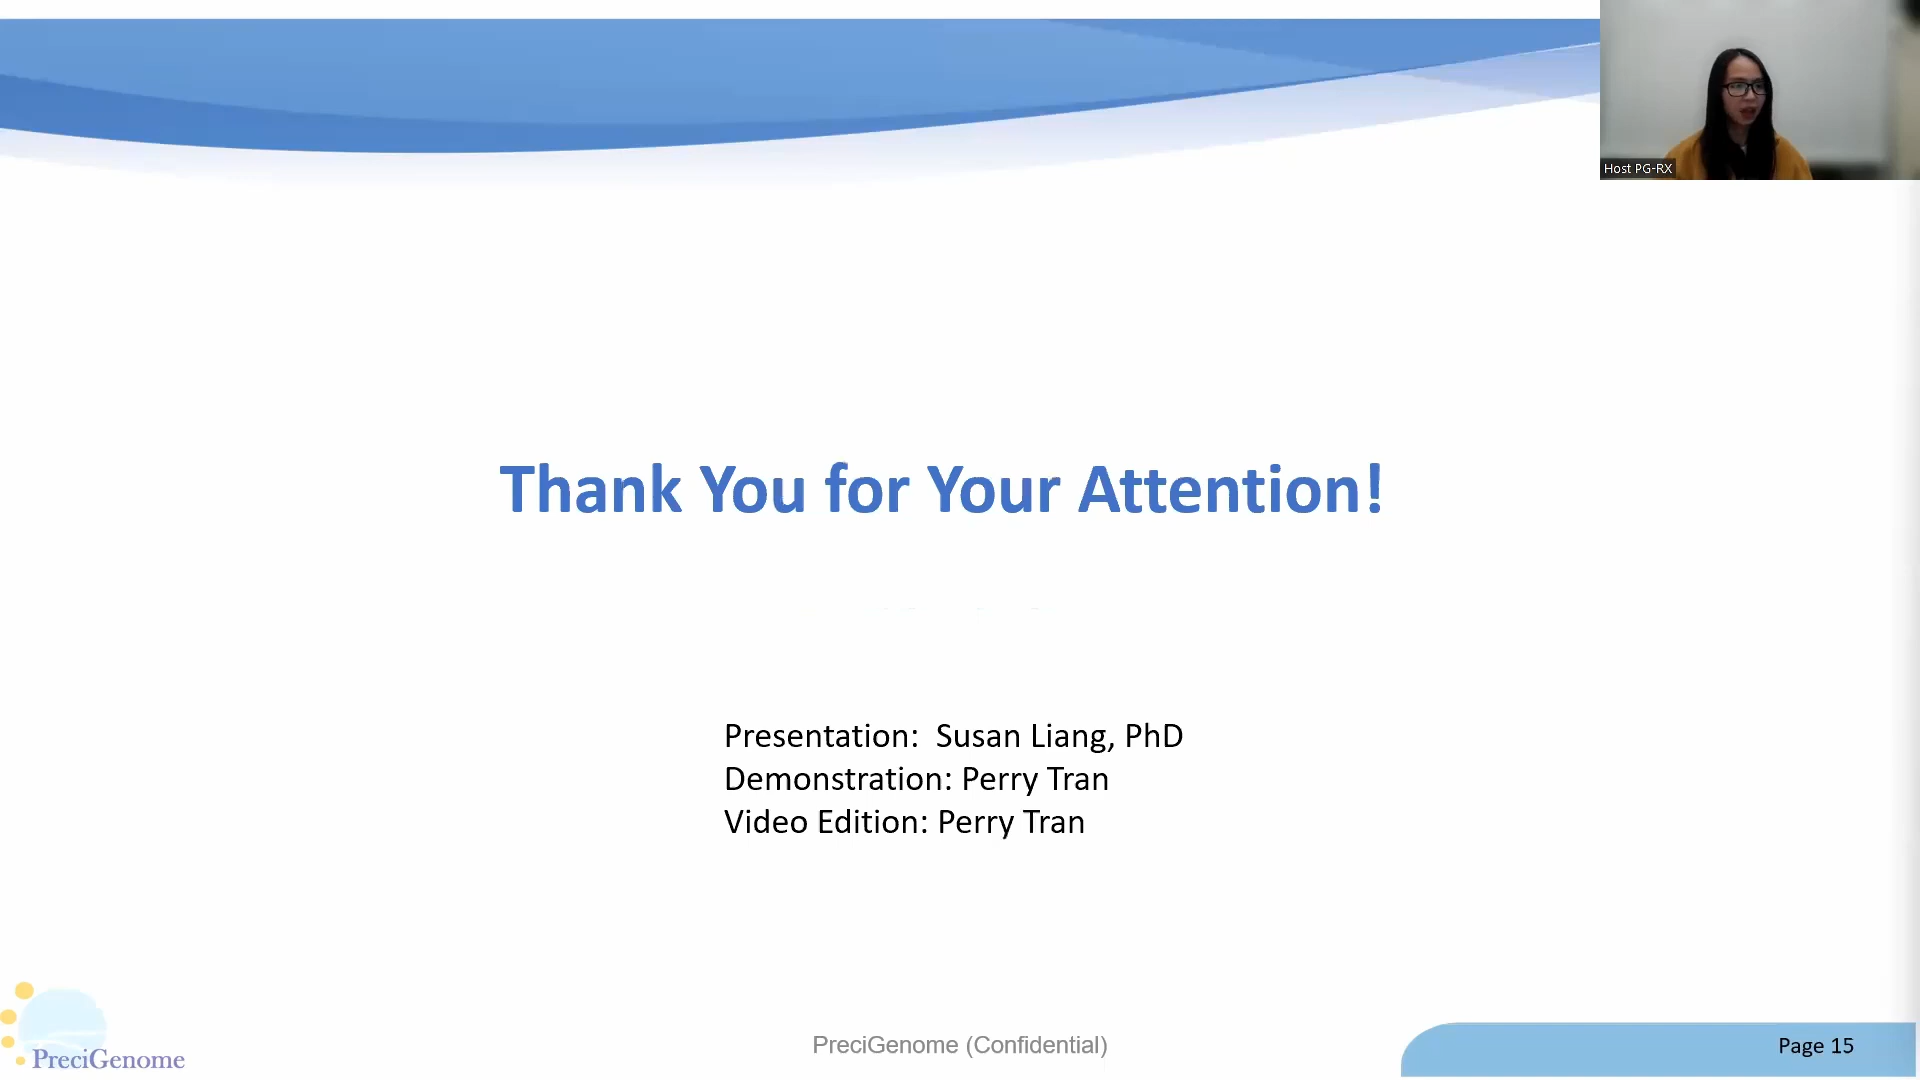 Host PG-RX
Thank You for Your Attention!
Presentation:  Susan Liang, PhD
Demonstration: Perry Tran
Video Edition: Perry Tran
PreciGenome
PreciGenome (Confidential)
Page 15